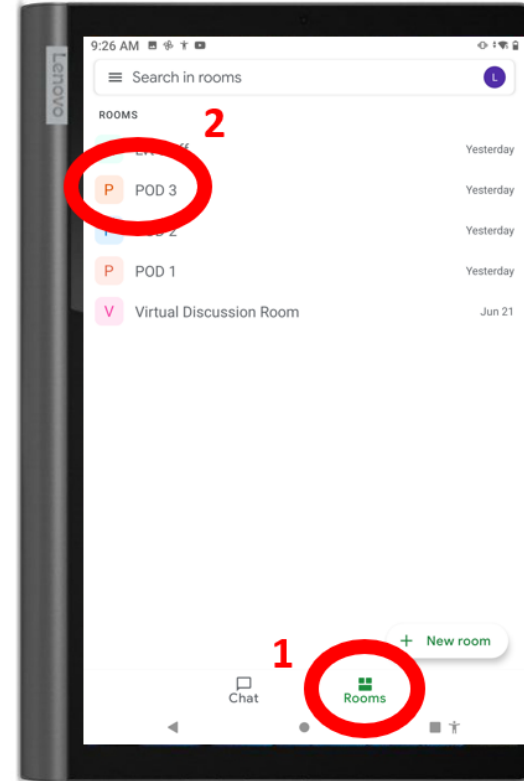 Lenovo
9:26 AM
Search in rooms
L
ROOMS
2
Yesterday
P POD 3 Yesterday
2 Yesterday
P POD 1 Yesterday
V Virtual Discussion Room Jun 21
+ New room
1
Chat
Rooms